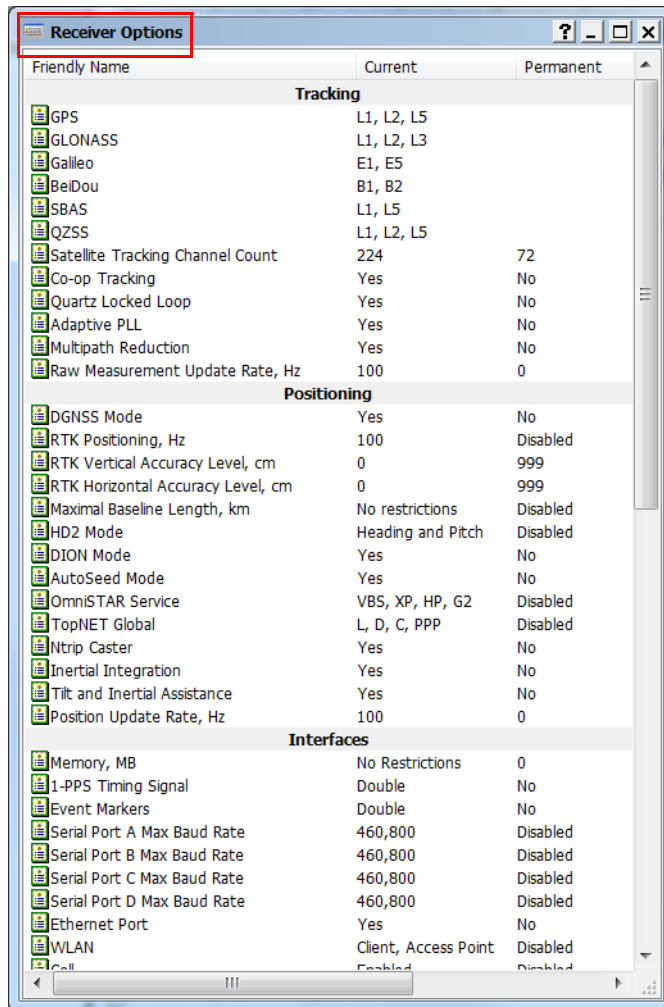 Receiver Options
Friendly Name Current Permanent
Tracking
GPS L1, L2, L5
GLONASS L1, L2, L3
Galileo E1, E5
BeiDou B1, B2
SBAS L1, L5
QZSS L1, L2, L5
Satellite Tracking Channel Count 224 72
Co-op Tracking Yes No
Quartz Locked Loop Yes No
Adaptive PLL Yes No
Multipath Reduction Yes No
Raw Measurement Update Rate, Hz 100 0
Positioning
DGNSS Mode Yes No
RTK Positioning, Hz 100 Disabled
RTK Vertical Accuracy Level, cm 0 999
RTK Horizontal Accuracy Level, cm 0 999
Maximal Baseline Length, km No restrictions Disabled
HD2 Mode Heading and Pitch Disabled
DION Mode Yes No
AutoSeed Mode Yes No
OmniSTAR Service VBS, XP, HP, G2 Disabled
TopNET Global L, D, C, PPP Disabled
Ntrip Caster Yes No
Inertial Integration Yes No
Tilt and Inertial Assistance Yes No
Position Update Rate, Hz 100 0
Interfaces
Memory, MB No Restrictions 0
1-PPS Timing Signal Double No
Event Markers Double No
Serial Port A Max Baud Rate 460,800 Disabled
Serial Port B Max Baud Rate 460,800 Disabled
Serial Port C Max Baud Rate 460,800 Disabled
Serial Port D Max Baud Rate 460,800 Disabled
Ethernet Port Yes No
WLAN Client, Access Point Disabled
Cell Enabled Disabled